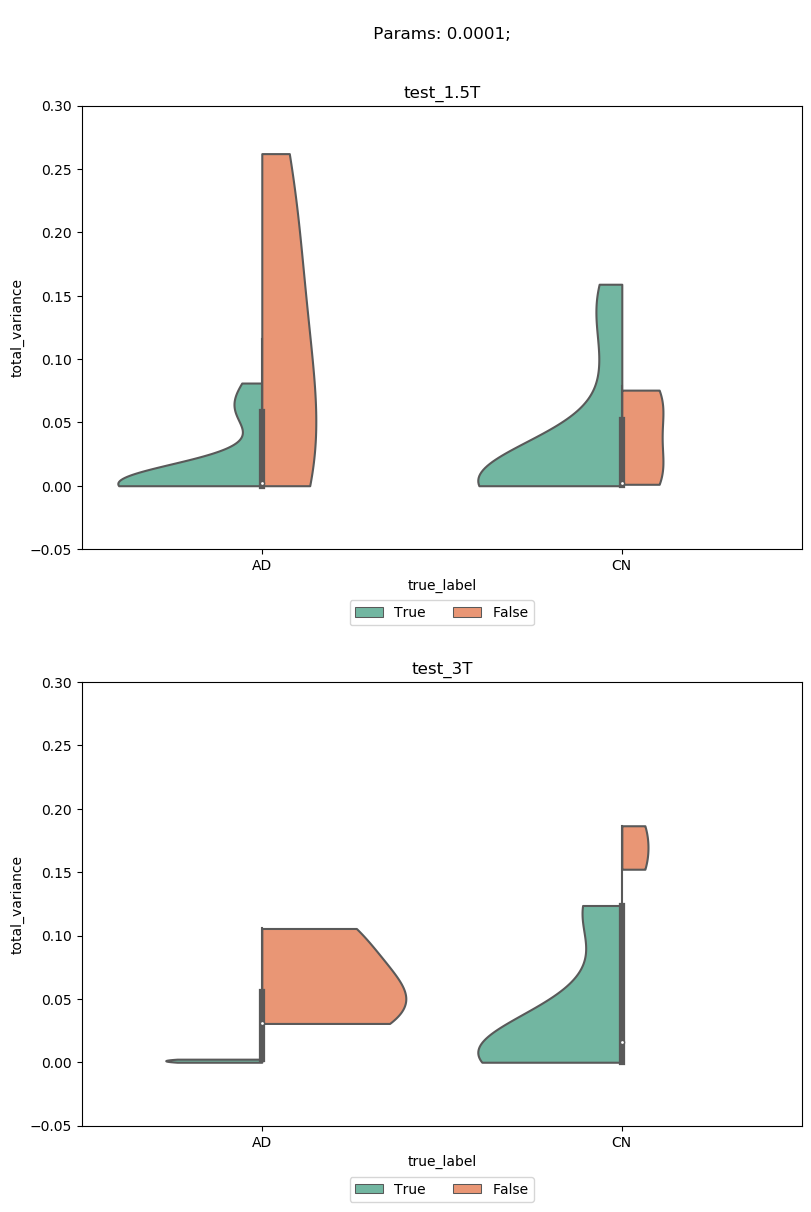 Params: 0.0001;
test_1.5T
0.30
0.25
0.20
0.15
0.10
0.05
0.00
−0.05
total_variance
AD CN
true_label
True False
test_3T
0.30
0.25
0.20
0.15
0.10
0.05
0.00
−0.05
total_variance
AD CN
true_label
True False